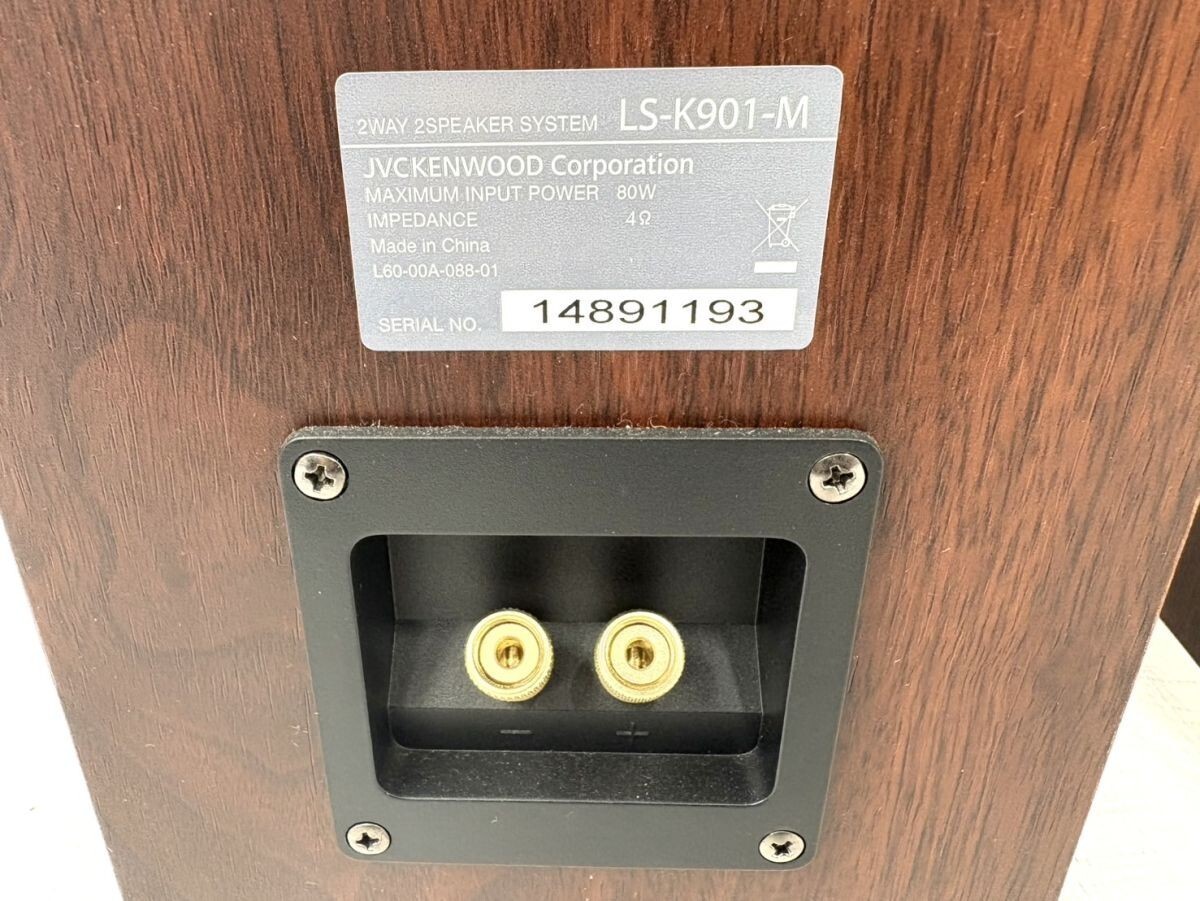 2WAY 2SPEAKER SYSTEM LS-K901-M
JVCKENWOOD Corporation
MAXIMUM INPUT POWER 80W
IMPEDANCE 4Ω
Made in China
L60-00A-088-01
SERIAL NO. 14891193
− +